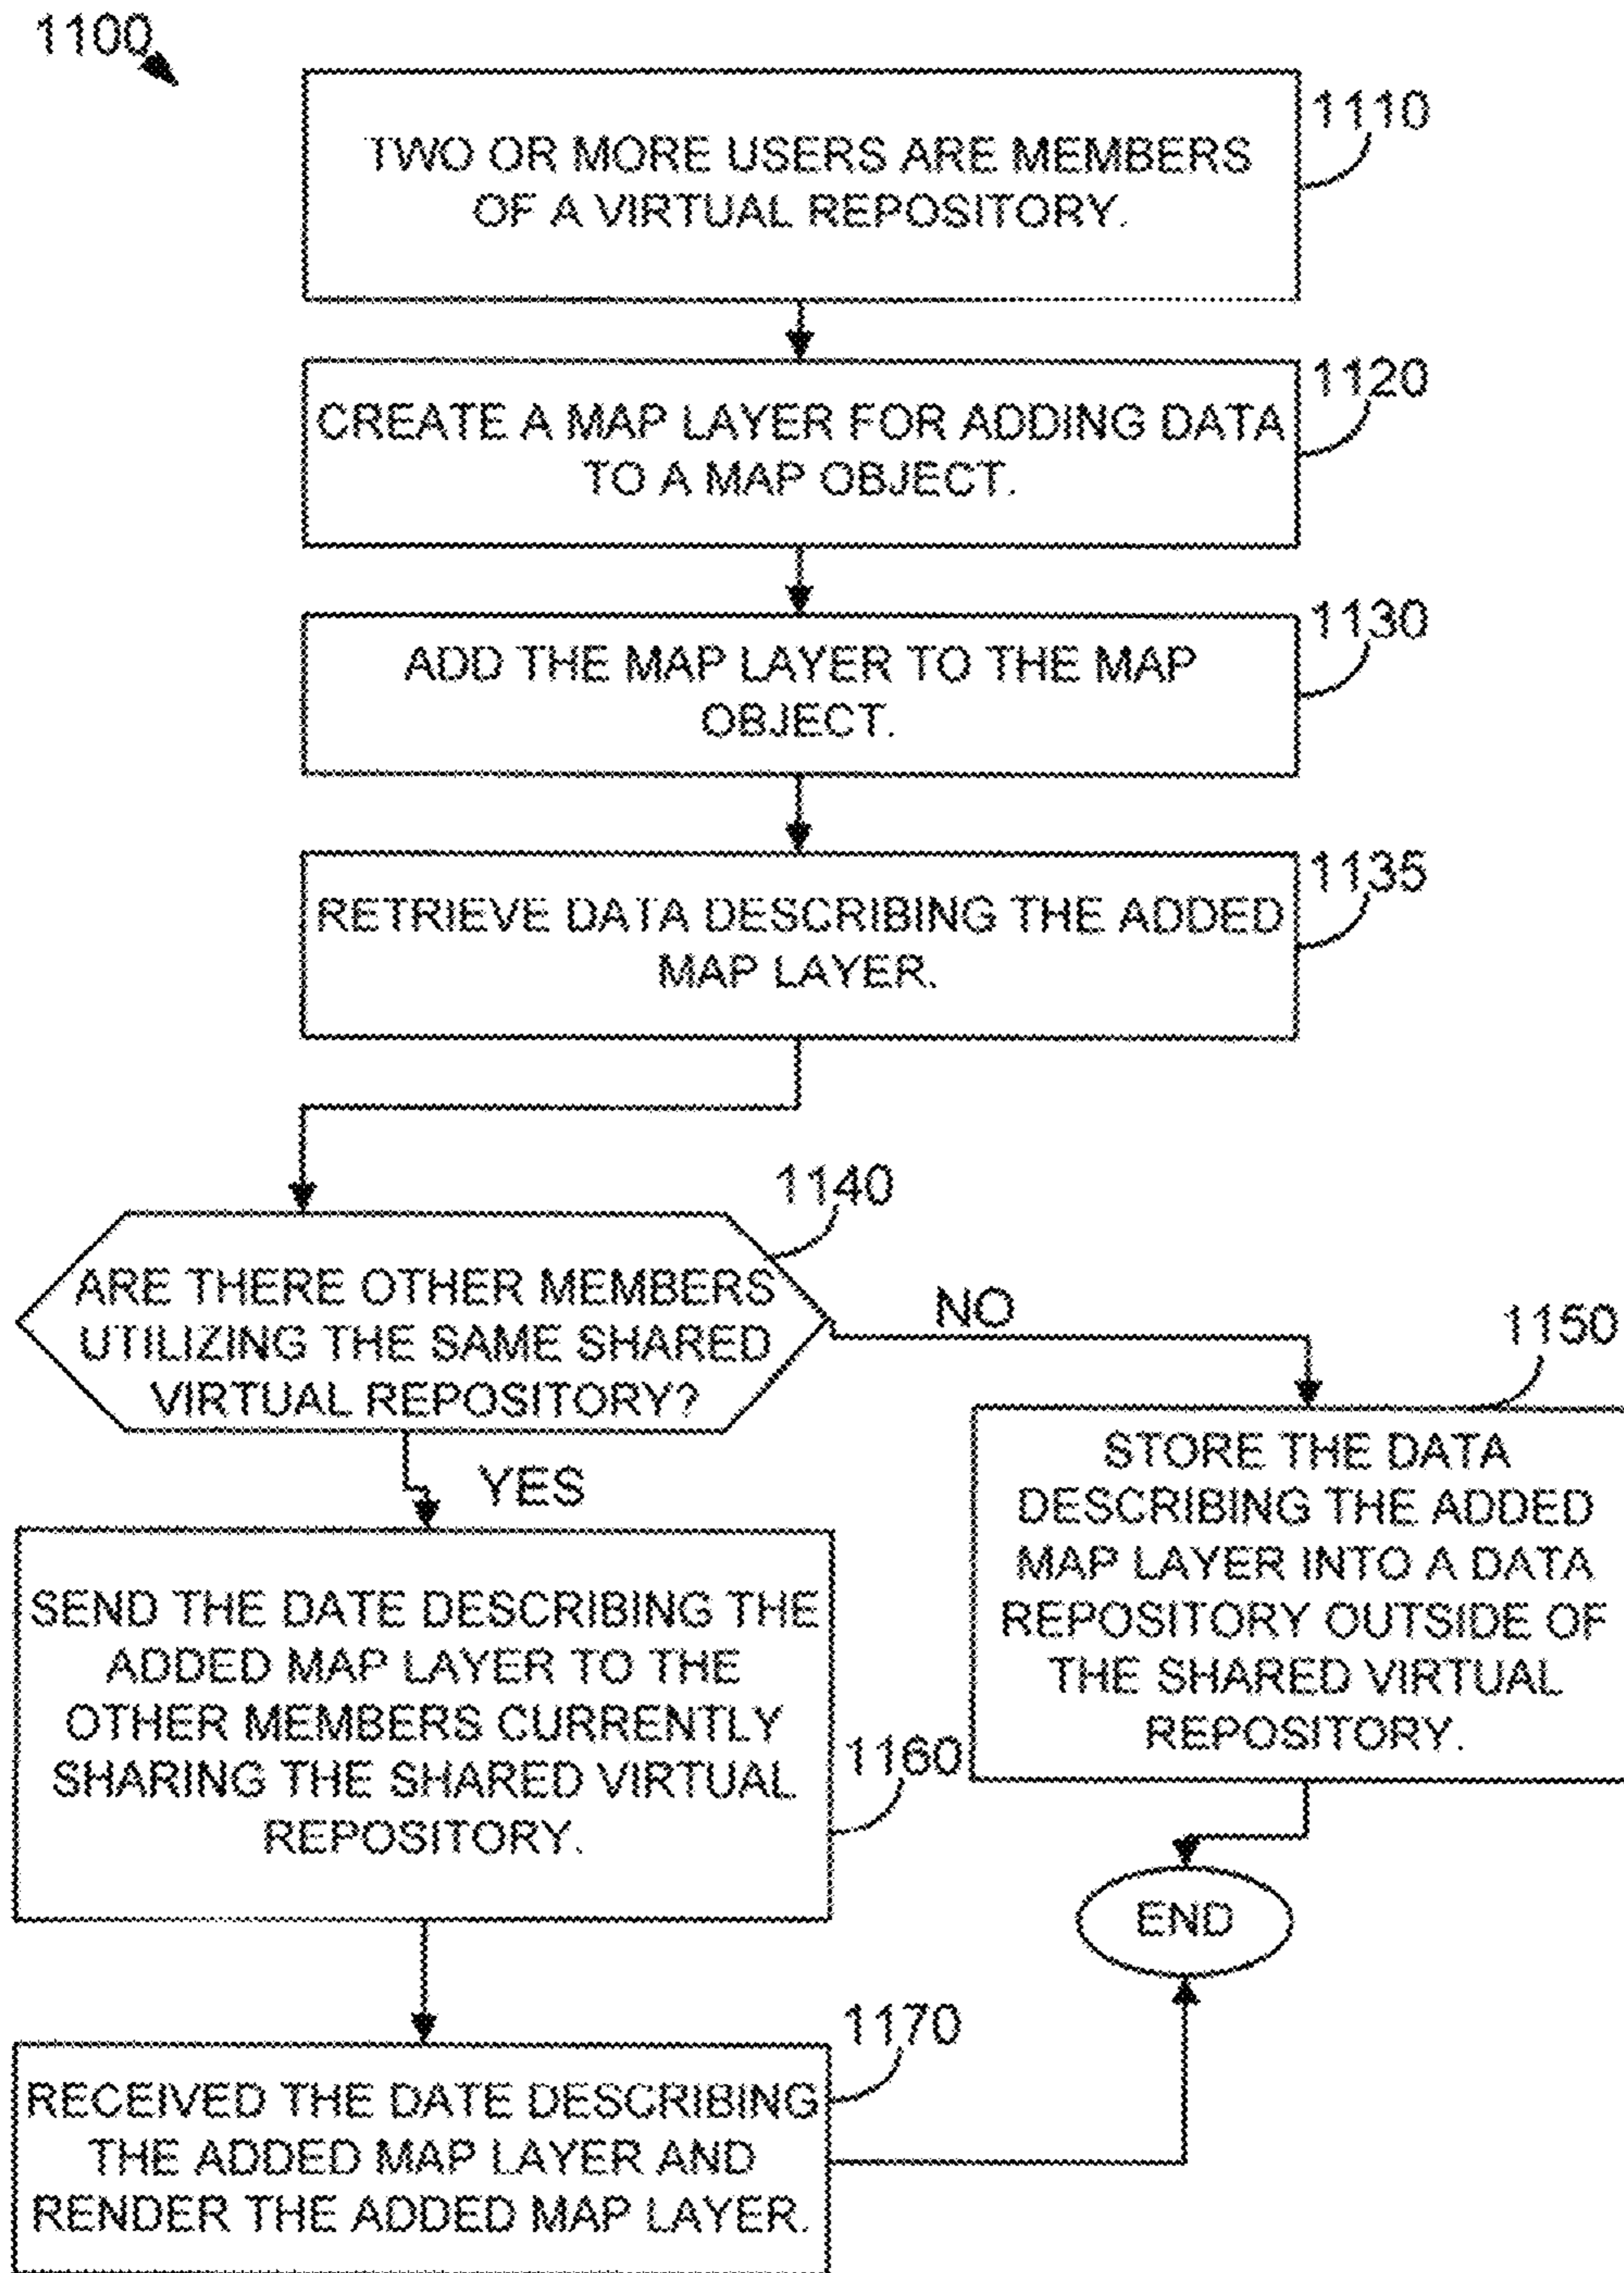 1100
TWO OR MORE USERS ARE MEMBERS
OF A VIRTUAL REPOSITORY.
1110
CREATE A MAP LAYER FOR ADDING DATA
TO A MAP OBJECT.
1120
ADD THE MAP LAYER TO THE MAP
OBJECT.
1130
RETRIEVE DATA DESCRIBING THE ADDED
MAP LAYER.
1135
1140
ARE THERE OTHER MEMBERS
UTILIZING THE SAME SHARED
VIRTUAL REPOSITORY?
NO
YES
1150
STORE THE DATA
DESCRIBING THE ADDED
MAP LAYER INTO A DATA
REPOSITORY OUTSIDE OF
THE SHARED VIRTUAL
REPOSITORY.
SEND THE DATE DESCRIBING THE
ADDED MAP LAYER TO THE
OTHER MEMBERS CURRENTLY
SHARING THE SHARED VIRTUAL
REPOSITORY.
1160
END
1170
RECEIVED THE DATE DESCRIBING
THE ADDED MAP LAYER AND
RENDER THE ADDED MAP LAYER.